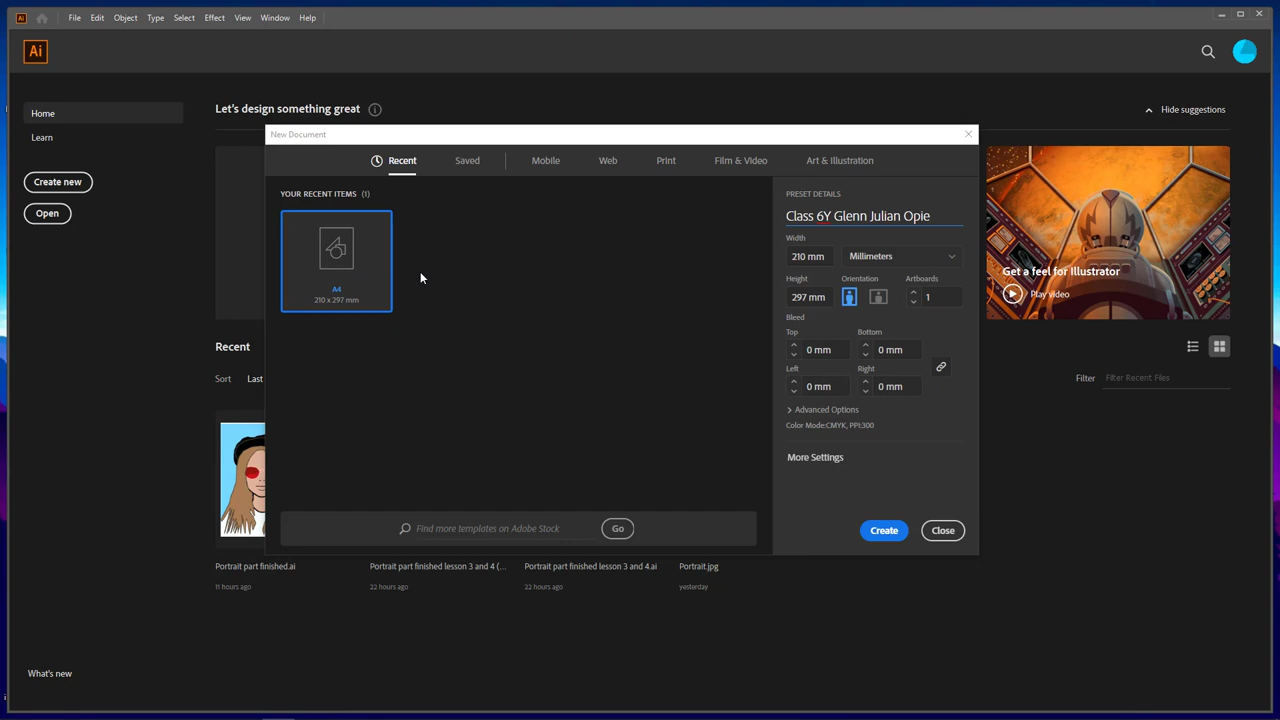 Ai File Edit Object Type Select Effect View Window Help
Ai
Home
Learn
Create new
Open
Let's design something great
Hide suggestions
New Document
Recent Saved Mobile Web Print Film & Video Art & Illustration
YOUR RECENT ITEMS (1)
A4
210 x 297 mm
Find more templates on Adobe Stock Go
PRESET DETAILS
Class 6Y Glenn Julian Opie
Width
210 mm Millimeters
Height Orientation Artboards
297 mm 1
Bleed
Top Bottom
0 mm 0 mm
Left Right
0 mm 0 mm
Advanced Options
Color Mode:CMYK, PPI:300
More Settings
Create Close
Get a feel for Illustrator
Play video
Recent
Sort Last
Filter Filter Recent Files
Portrait part finished.ai Portrait part finished lesson 3 and 4 (... Portrait part finished lesson 3 and 4.ai Portrait.jpg
11 hours ago 22 hours ago 22 hours ago yesterday
What's new